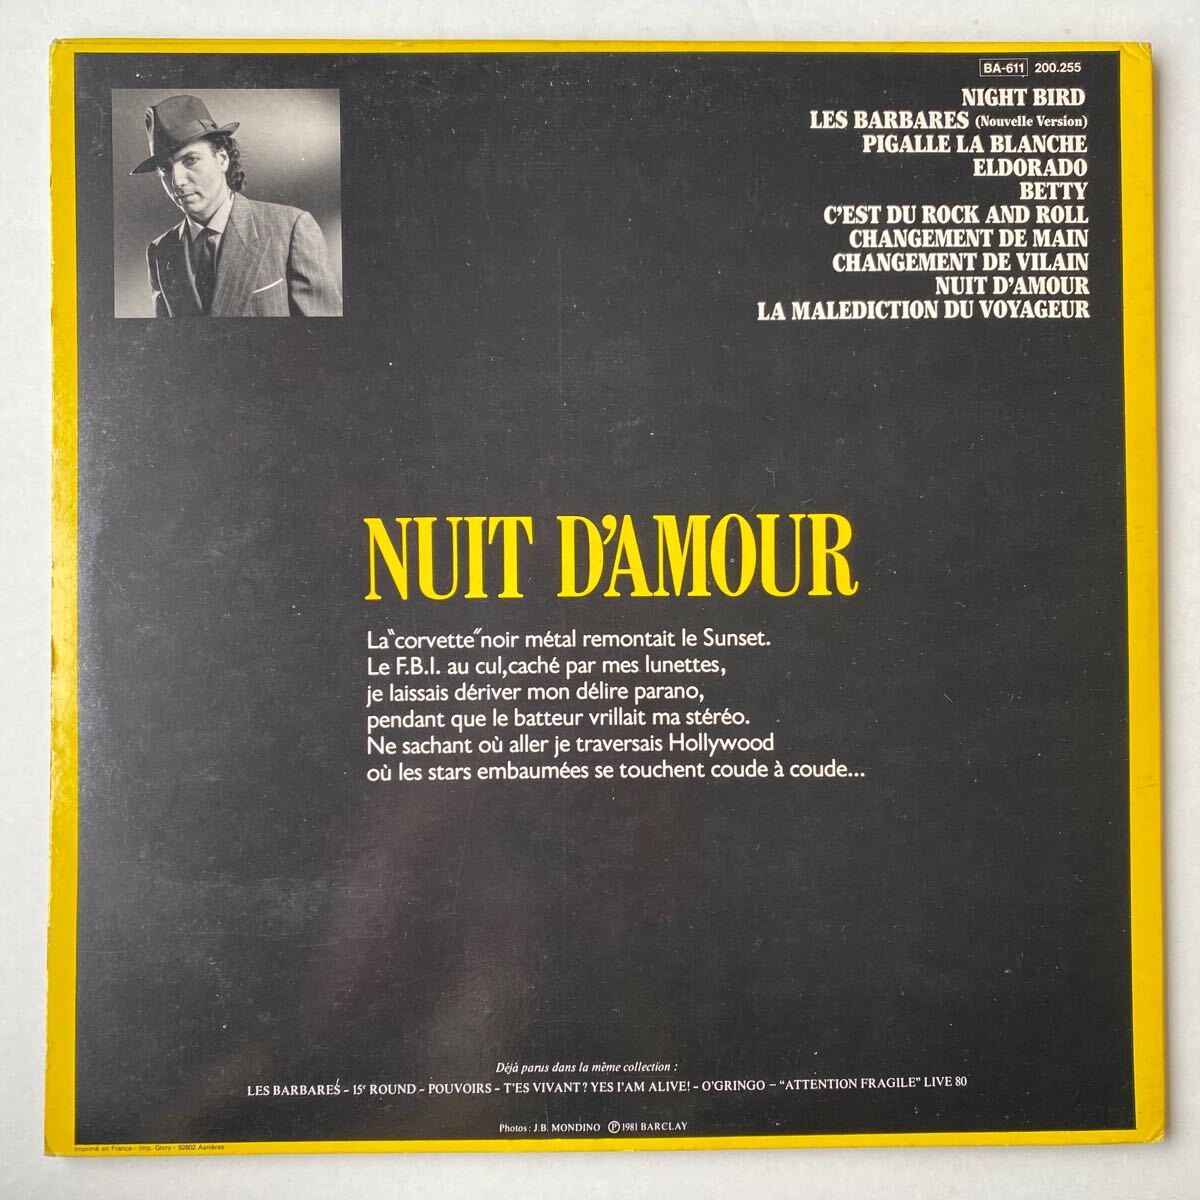 BA-611 200.255
NIGHT BIRD
LES BARBARES (Nouvelle Version)
PIGALLE LA BLANCHE
ELDORADO
BETTY
C'EST DU ROCK AND ROLL
CHANGEMENT DE MAIN
CHANGEMENT DE VILAIN
NUIT D'AMOUR
LA MALEDICTION DU VOYAGEUR
NUIT D'AMOUR
La "corvette" noir métal remontait le Sunset.
Le F.B.I. au cul, caché par mes lunettes,
je laissais dériver mon délire parano,
pendant que le batteur vrillait ma stéréo.
Ne sachant où aller je traversais Hollywood
où les stars embaumées se touchent coude à coude...
Déjà parus dans la même collection :
LES BARBARES - 15e ROUND - POUVOIRS - T'ES VIVANT? YES I'AM ALIVE! - O'GRINGO - "ATTENTION FRAGILE" LIVE 80
Photos : J.B. MONDINO Ⓟ 1981 BARCLAY
Imprimé en France - Imp. Glory - 92602 Asnières